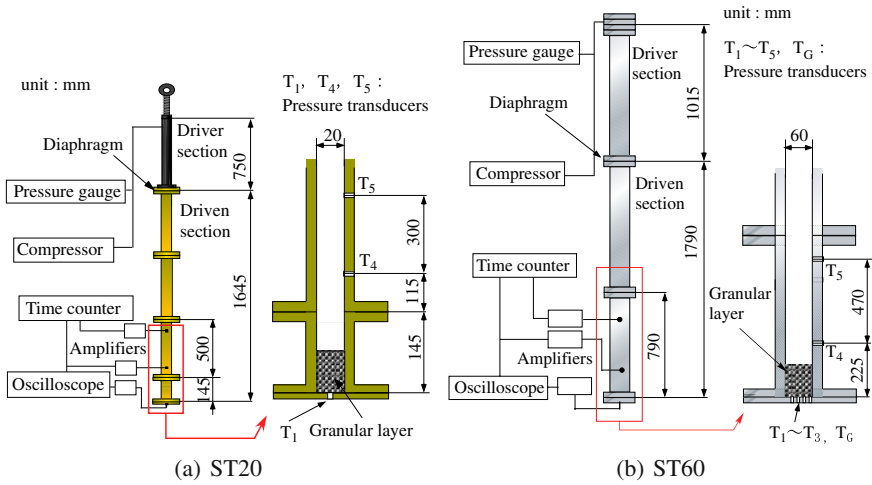 unit : mm
T1, T4, T5 :
Pressure transducers
Diaphragm
Driver
section
750
Pressure gauge
Driven
section
Compressor
1645
Time counter
Amplifiers
500
Oscilloscope
145
20
T5
300
T4
115
145
T1
Granular layer
(a) ST20
unit : mm
T1~T5, TG :
Pressure transducers
Pressure gauge
Driver
section
1015
Diaphragm
Compressor
Driven
section
1790
Time counter
Amplifiers
790
Oscilloscope
60
T5
470
Granular
layer
T4
225
T1~T3, TG
(b) ST60